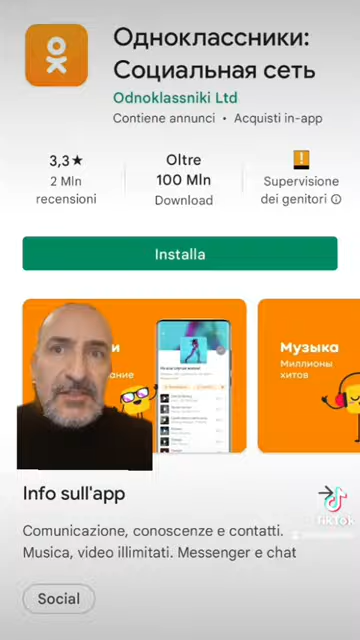 Одноклассники:
Социальная сеть
Odnoklassniki Ltd
Contiene annunci • Acquisti in-app
3,3★
2 Mln
recensioni
Oltre
100 Mln
Download
Supervisione
dei genitori
Installa
Музыка
Миллионы
хитов
Info sull'app
Comunicazione, conoscenze e contatti.
Musica, video illimitati. Messenger e chat
TikTok
Social